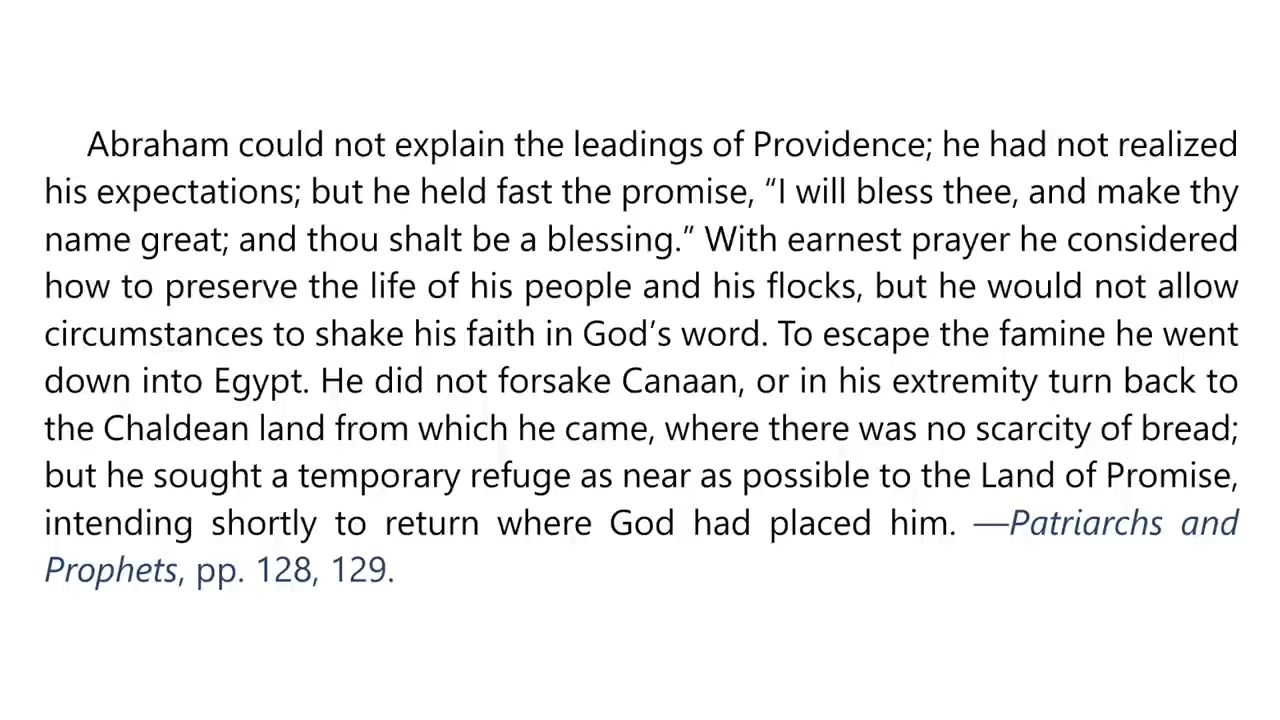 Abraham could not explain the leadings of Providence; he had not realized
his expectations; but he held fast the promise, “I will bless thee, and make thy
name great; and thou shalt be a blessing.” With earnest prayer he considered
how to preserve the life of his people and his flocks, but he would not allow
circumstances to shake his faith in God’s word. To escape the famine he went
down into Egypt. He did not forsake Canaan, or in his extremity turn back to
the Chaldean land from which he came, where there was no scarcity of bread;
but he sought a temporary refuge as near as possible to the Land of Promise,
intending shortly to return where God had placed him. —Patriarchs and
Prophets, pp. 128, 129.